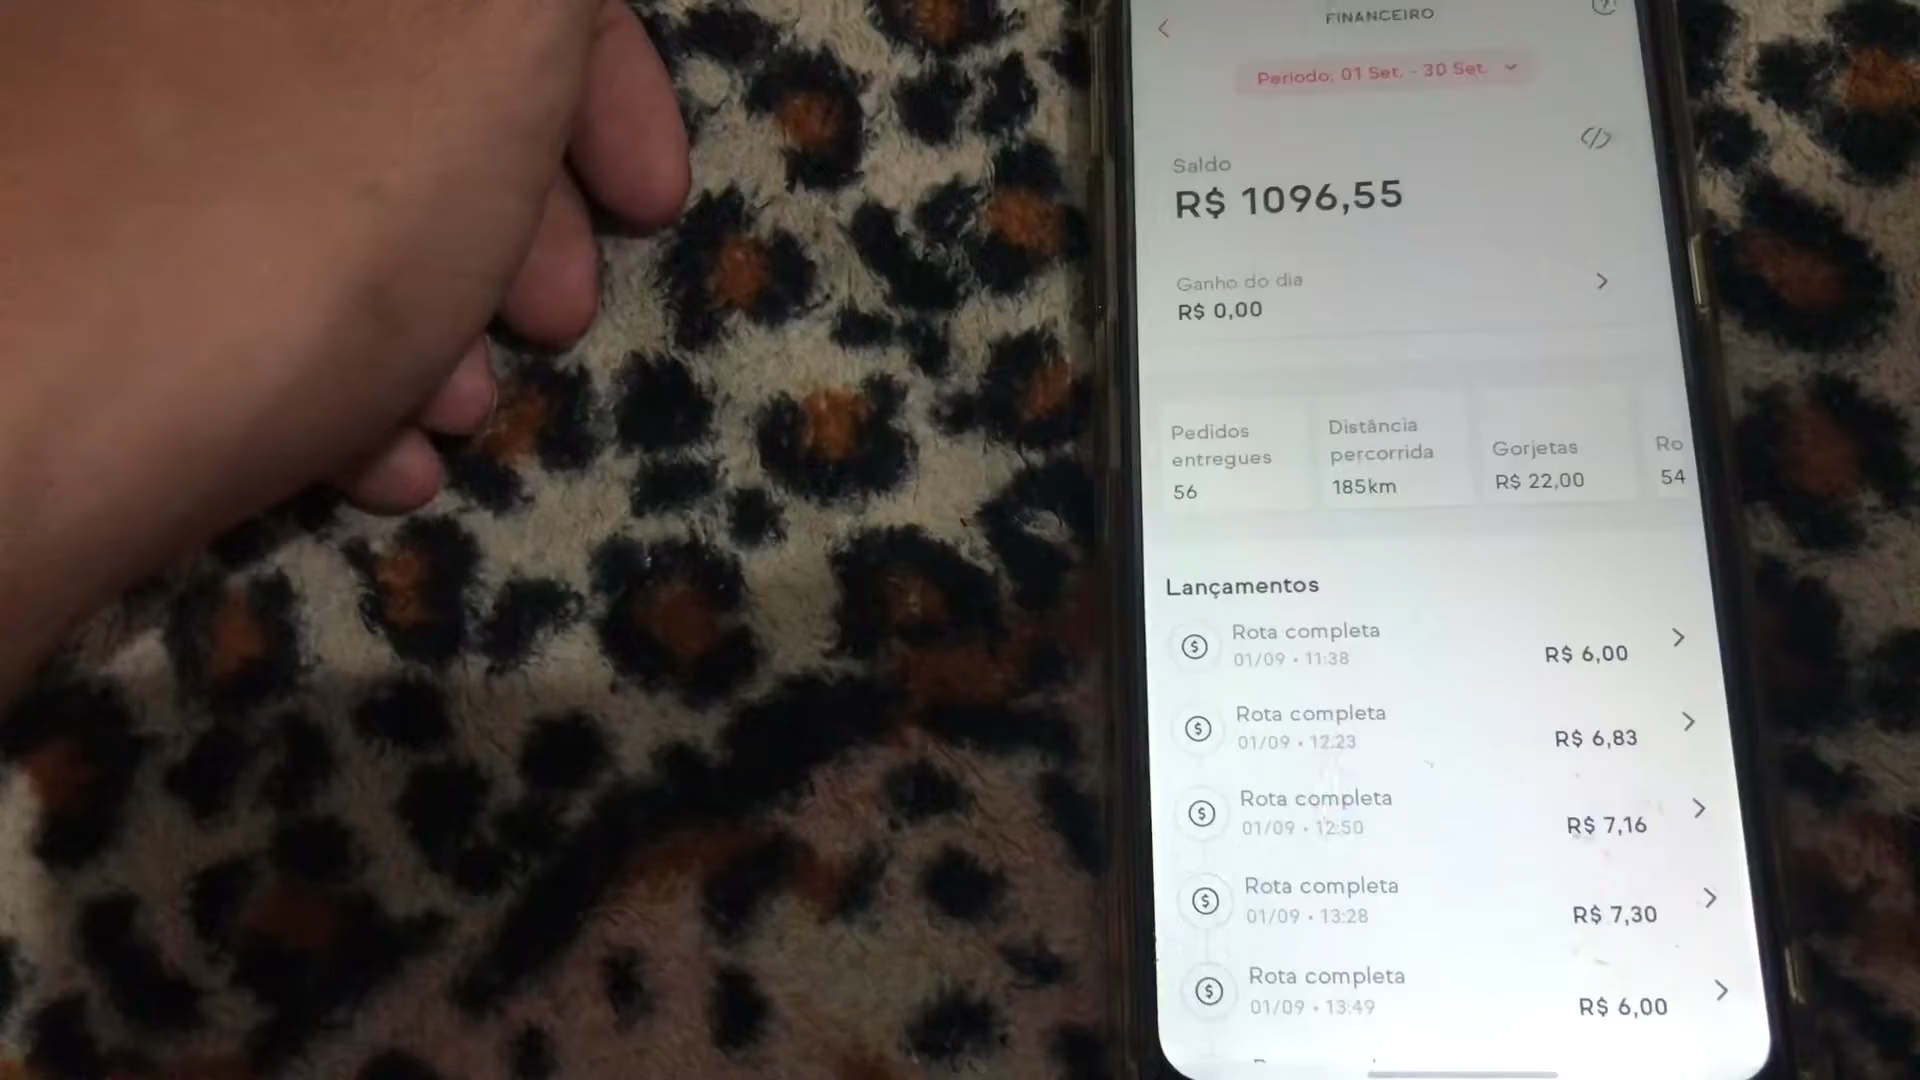 FINANCEIRO
Período: 01 Set. - 30 Set.
Saldo
R$ 1096,55
Ganho do dia
R$ 0,00
Pedidos
entregues
56
Distância
percorrida
185km
Gorjetas
R$ 22,00
Ro
54
Lançamentos
Rota completa
01/09 • 11:38
R$ 6,00
Rota completa
01/09 • 12:23
R$ 6,83
Rota completa
01/09 • 12:50
R$ 7,16
Rota completa
01/09 • 13:28
R$ 7,30
Rota completa
01/09 • 13:49
R$ 6,00